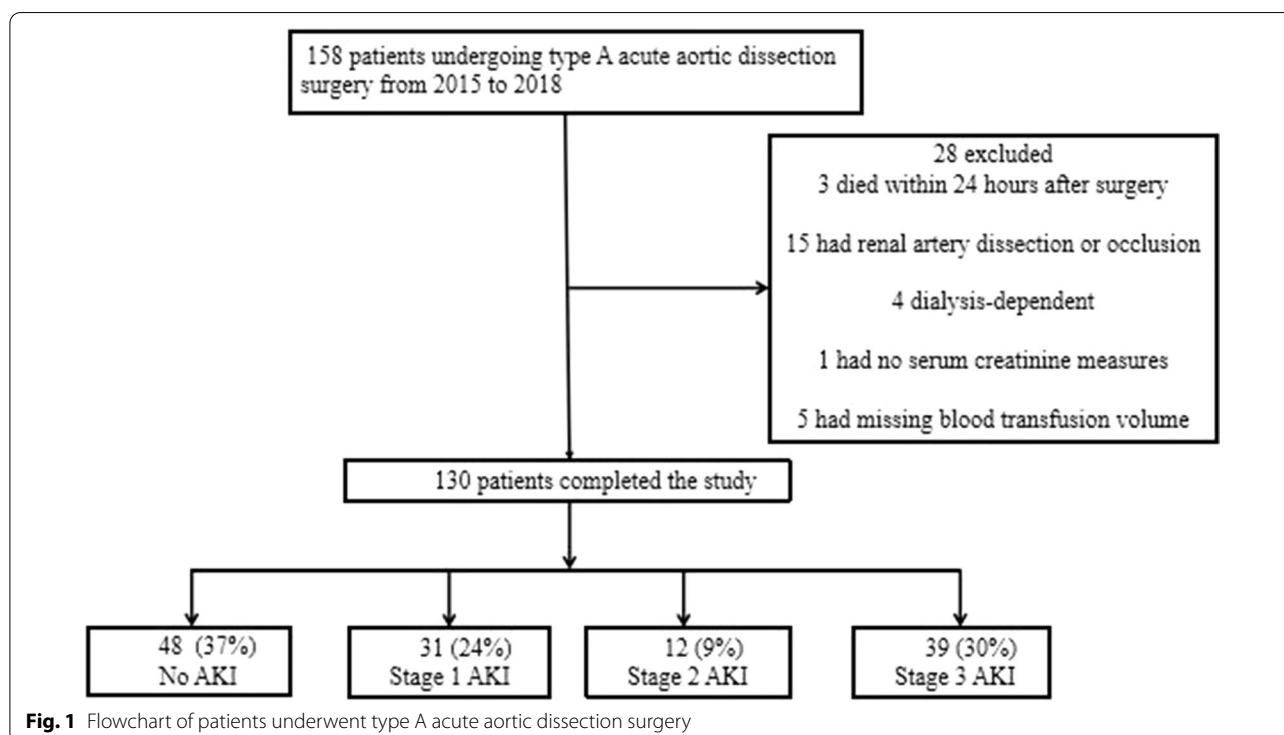 158 patients undergoing type A acute aortic dissection
surgery from 2015 to 2018
28 excluded
3 died within 24 hours after surgery
15 had renal artery dissection or occlusion
4 dialysis-dependent
1 had no serum creatinine measures
5 had missing blood transfusion volume
130 patients completed the study
48 (37%)
No AKI
31 (24%)
Stage 1 AKI
12 (9%)
Stage 2 AKI
39 (30%)
Stage 3 AKI
Fig. 1 Flowchart of patients underwent type A acute aortic dissection surgery